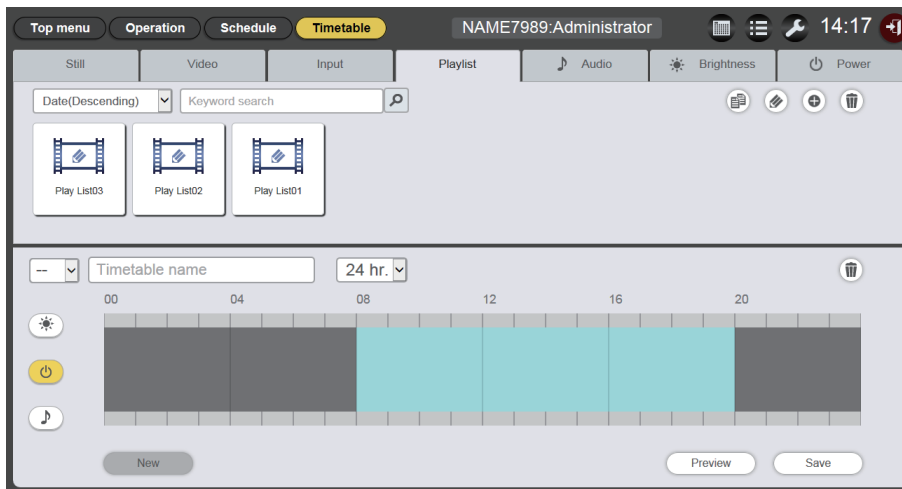 Top menu Operation Schedule Timetable NAME7989:Administrator 14:17
Still Video Input Playlist Audio Brightness Power
Date(Descending) Keyword search
Play List03 Play List02 Play List01
-- Timetable name 24 hr.
00 04 08 12 16 20
New Preview Save